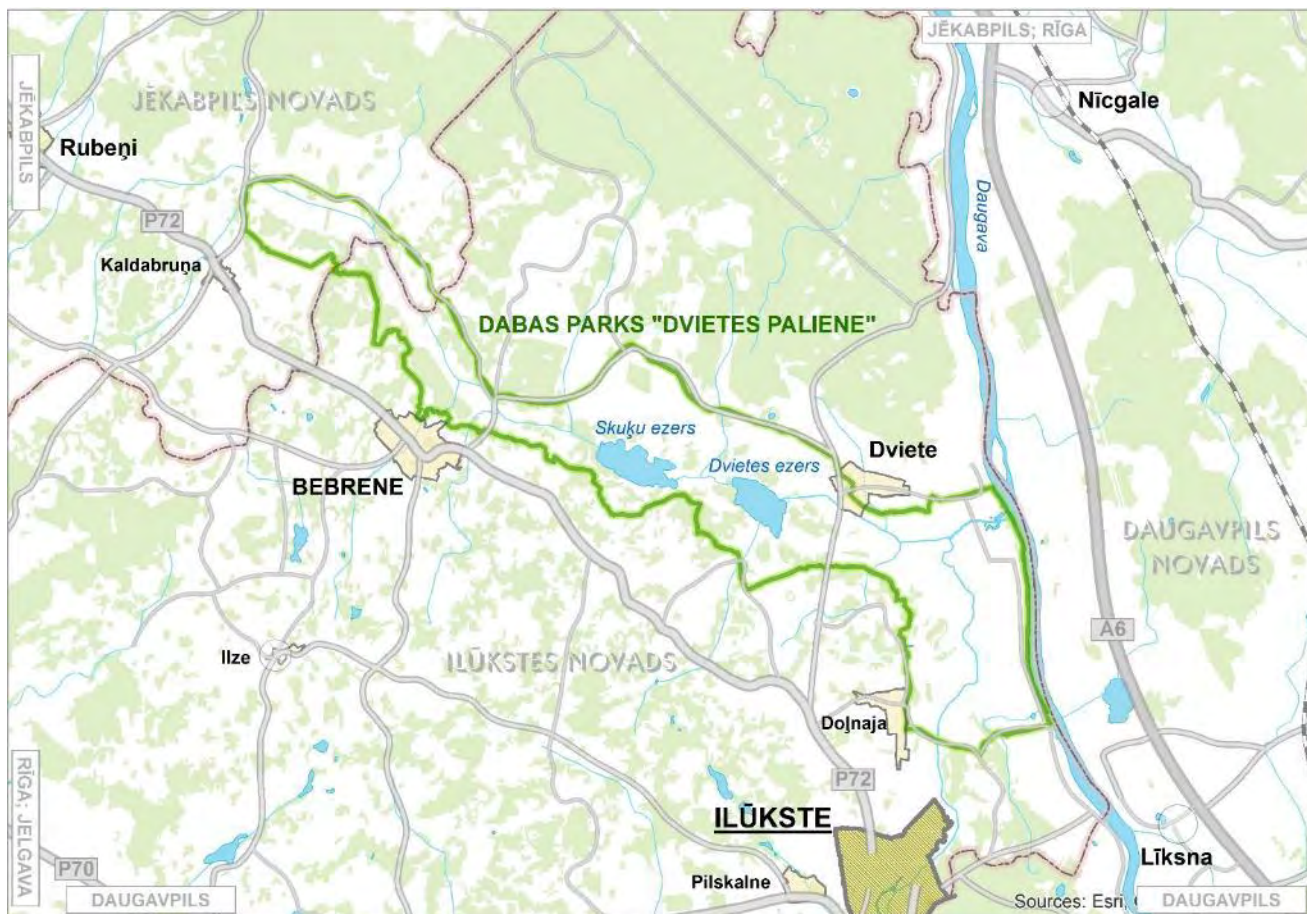 JĒKABPILS; RĪGA
JĒKABPILS
JĒKABPILS NOVADS
Nīcgale
Rubeņi
Daugava
P72
Kaldabruņa
DABAS PARKS "DVIETES PALIENE"
Skuķu ezers
Dviete
Dvietes ezers
BEBRENE
DAUGAVPILS
NOVADS
A6
Ilze
ILŪKSTES NOVADS
Doļnaja
RĪGA; JELGAVA
P72
ILŪKSTE
Līksna
P70
Pilskalne
DAUGAVPILS
Sources: Esri,
DAUGAVPILS